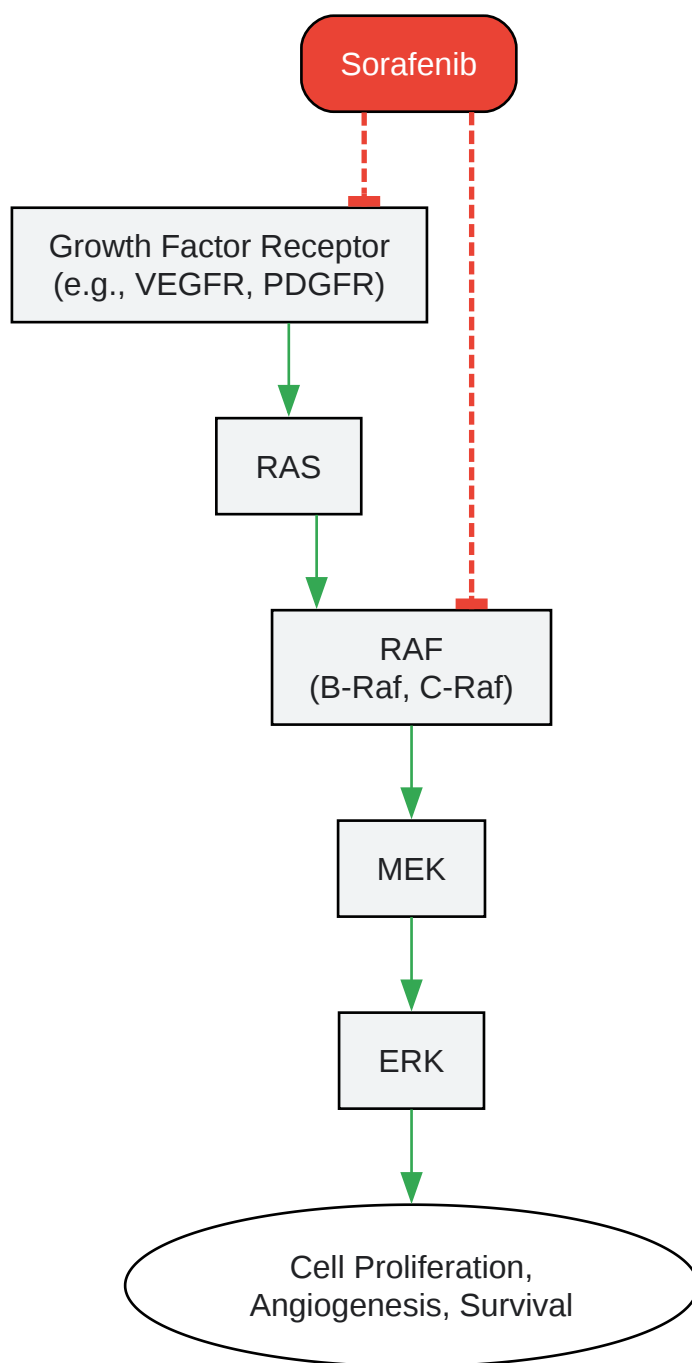 Sorafenib
Growth Factor Receptor
(e.g., VEGFR, PDGFR)
RAS
RAF
(B-Raf, C-Raf)
MEK
ERK
Cell Proliferation,
Angiogenesis, Survival